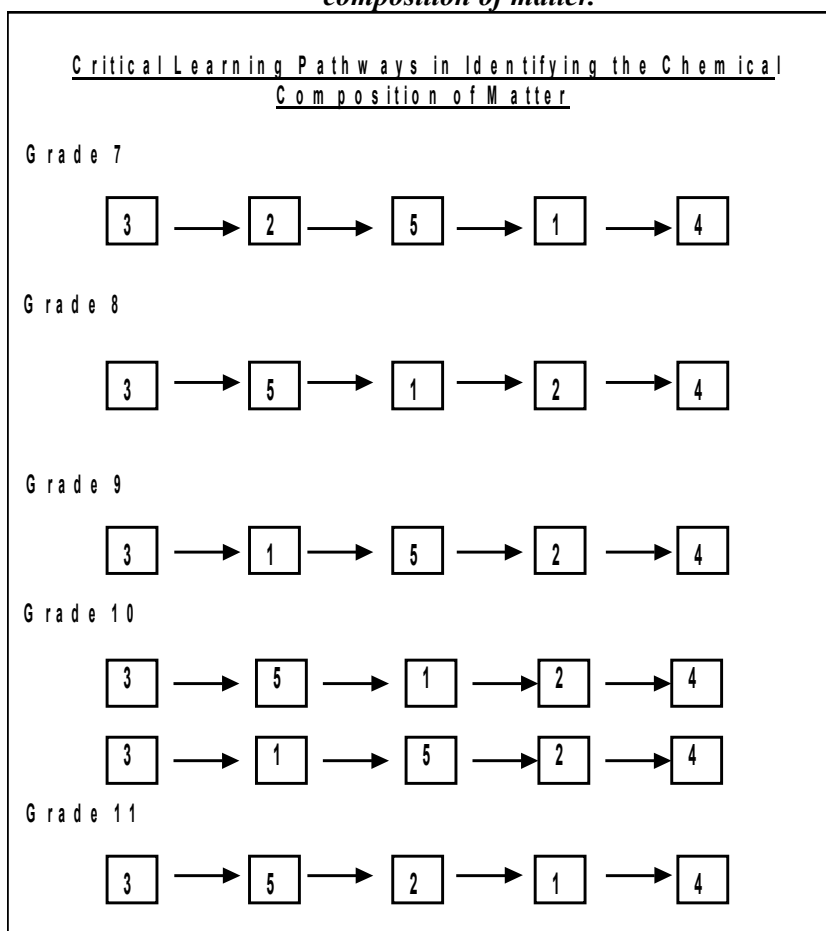 composition of matter.
Critical Learning Pathways in Identifying the Chemical
Composition of Matter
Grade 7
3 2 5 1 4
Grade 8
3 5 1 2 4
Grade 9
3 1 5 2 4
Grade 10
3 5 1 2 4
3 1 5 2 4
Grade 11
3 5 2 1 4